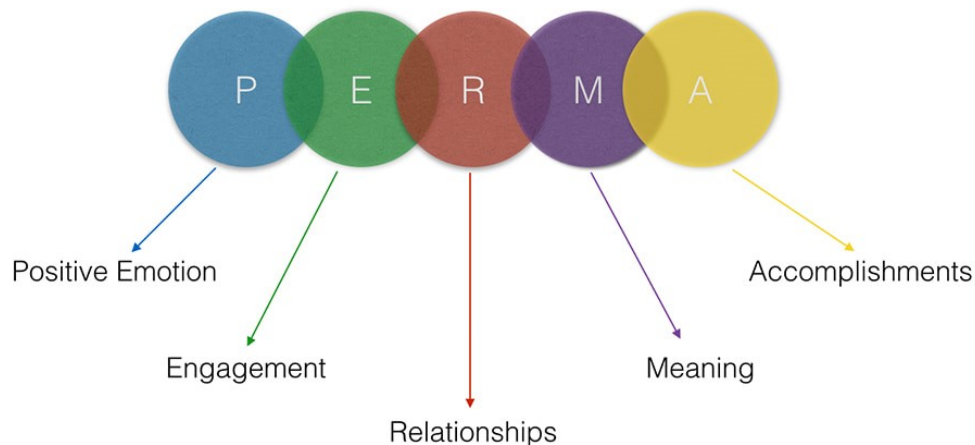 P E R M A
Positive Emotion
Accomplishments
Engagement
Meaning
Relationships